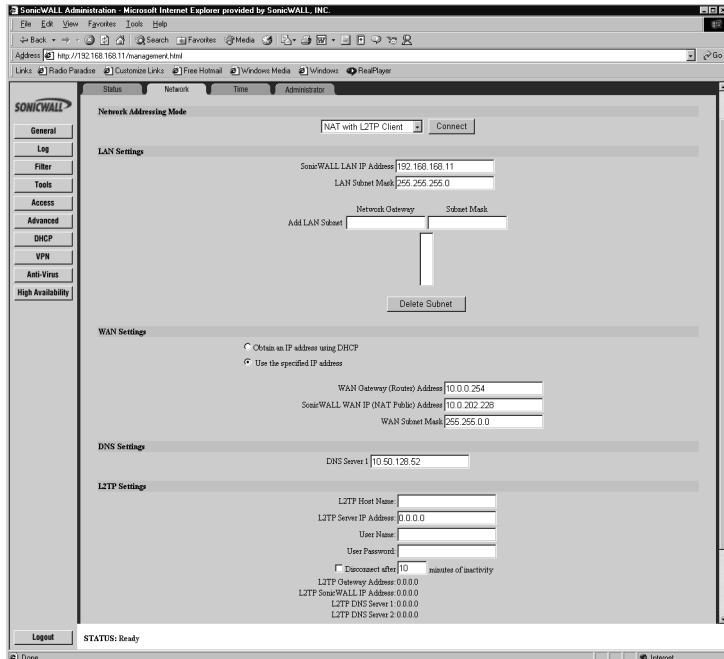 SonicWALL Administration - Microsoft Internet Explorer provided by SonicWALL, INC.
File Edit View Favorites Tools Help
Back Search Favorites Media
Address http://192.168.168.11/management.html Go
Links Radio Paradise Customize Links Free Hotmail Windows Media Windows RealPlayer
SONICWALL
Status Network Time Administrator
General
Log
Filter
Tools
Access
Advanced
DHCP
VPN
Anti-Virus
High Availability
Logout
Network Addressing Mode
NAT with L2TP Client Connect
LAN Settings
SonicWALL LAN IP Address 192.168.168.11
LAN Subnet Mask 255.255.255.0
Network Gateway Subnet Mask
Add LAN Subnet
Delete Subnet
WAN Settings
Obtain an IP address using DHCP
Use the specified IP address
WAN Gateway (Router) Address 10.0.0.254
SonicWALL WAN IP (NAT Public) Address 10.0.202.228
WAN Subnet Mask 255.255.0.0
DNS Settings
DNS Server 1 10.50.128.52
L2TP Settings
L2TP Host Name:
L2TP Server IP Address: 0.0.0.0
User Name:
User Password:
Disconnect after 10 minutes of inactivity
L2TP Gateway Address: 0.0.0.0
L2TP SonicWALL IP Address: 0.0.0.0
L2TP DNS Server 1: 0.0.0.0
L2TP DNS Server 2: 0.0.0.0
STATUS: Ready
Done Internet